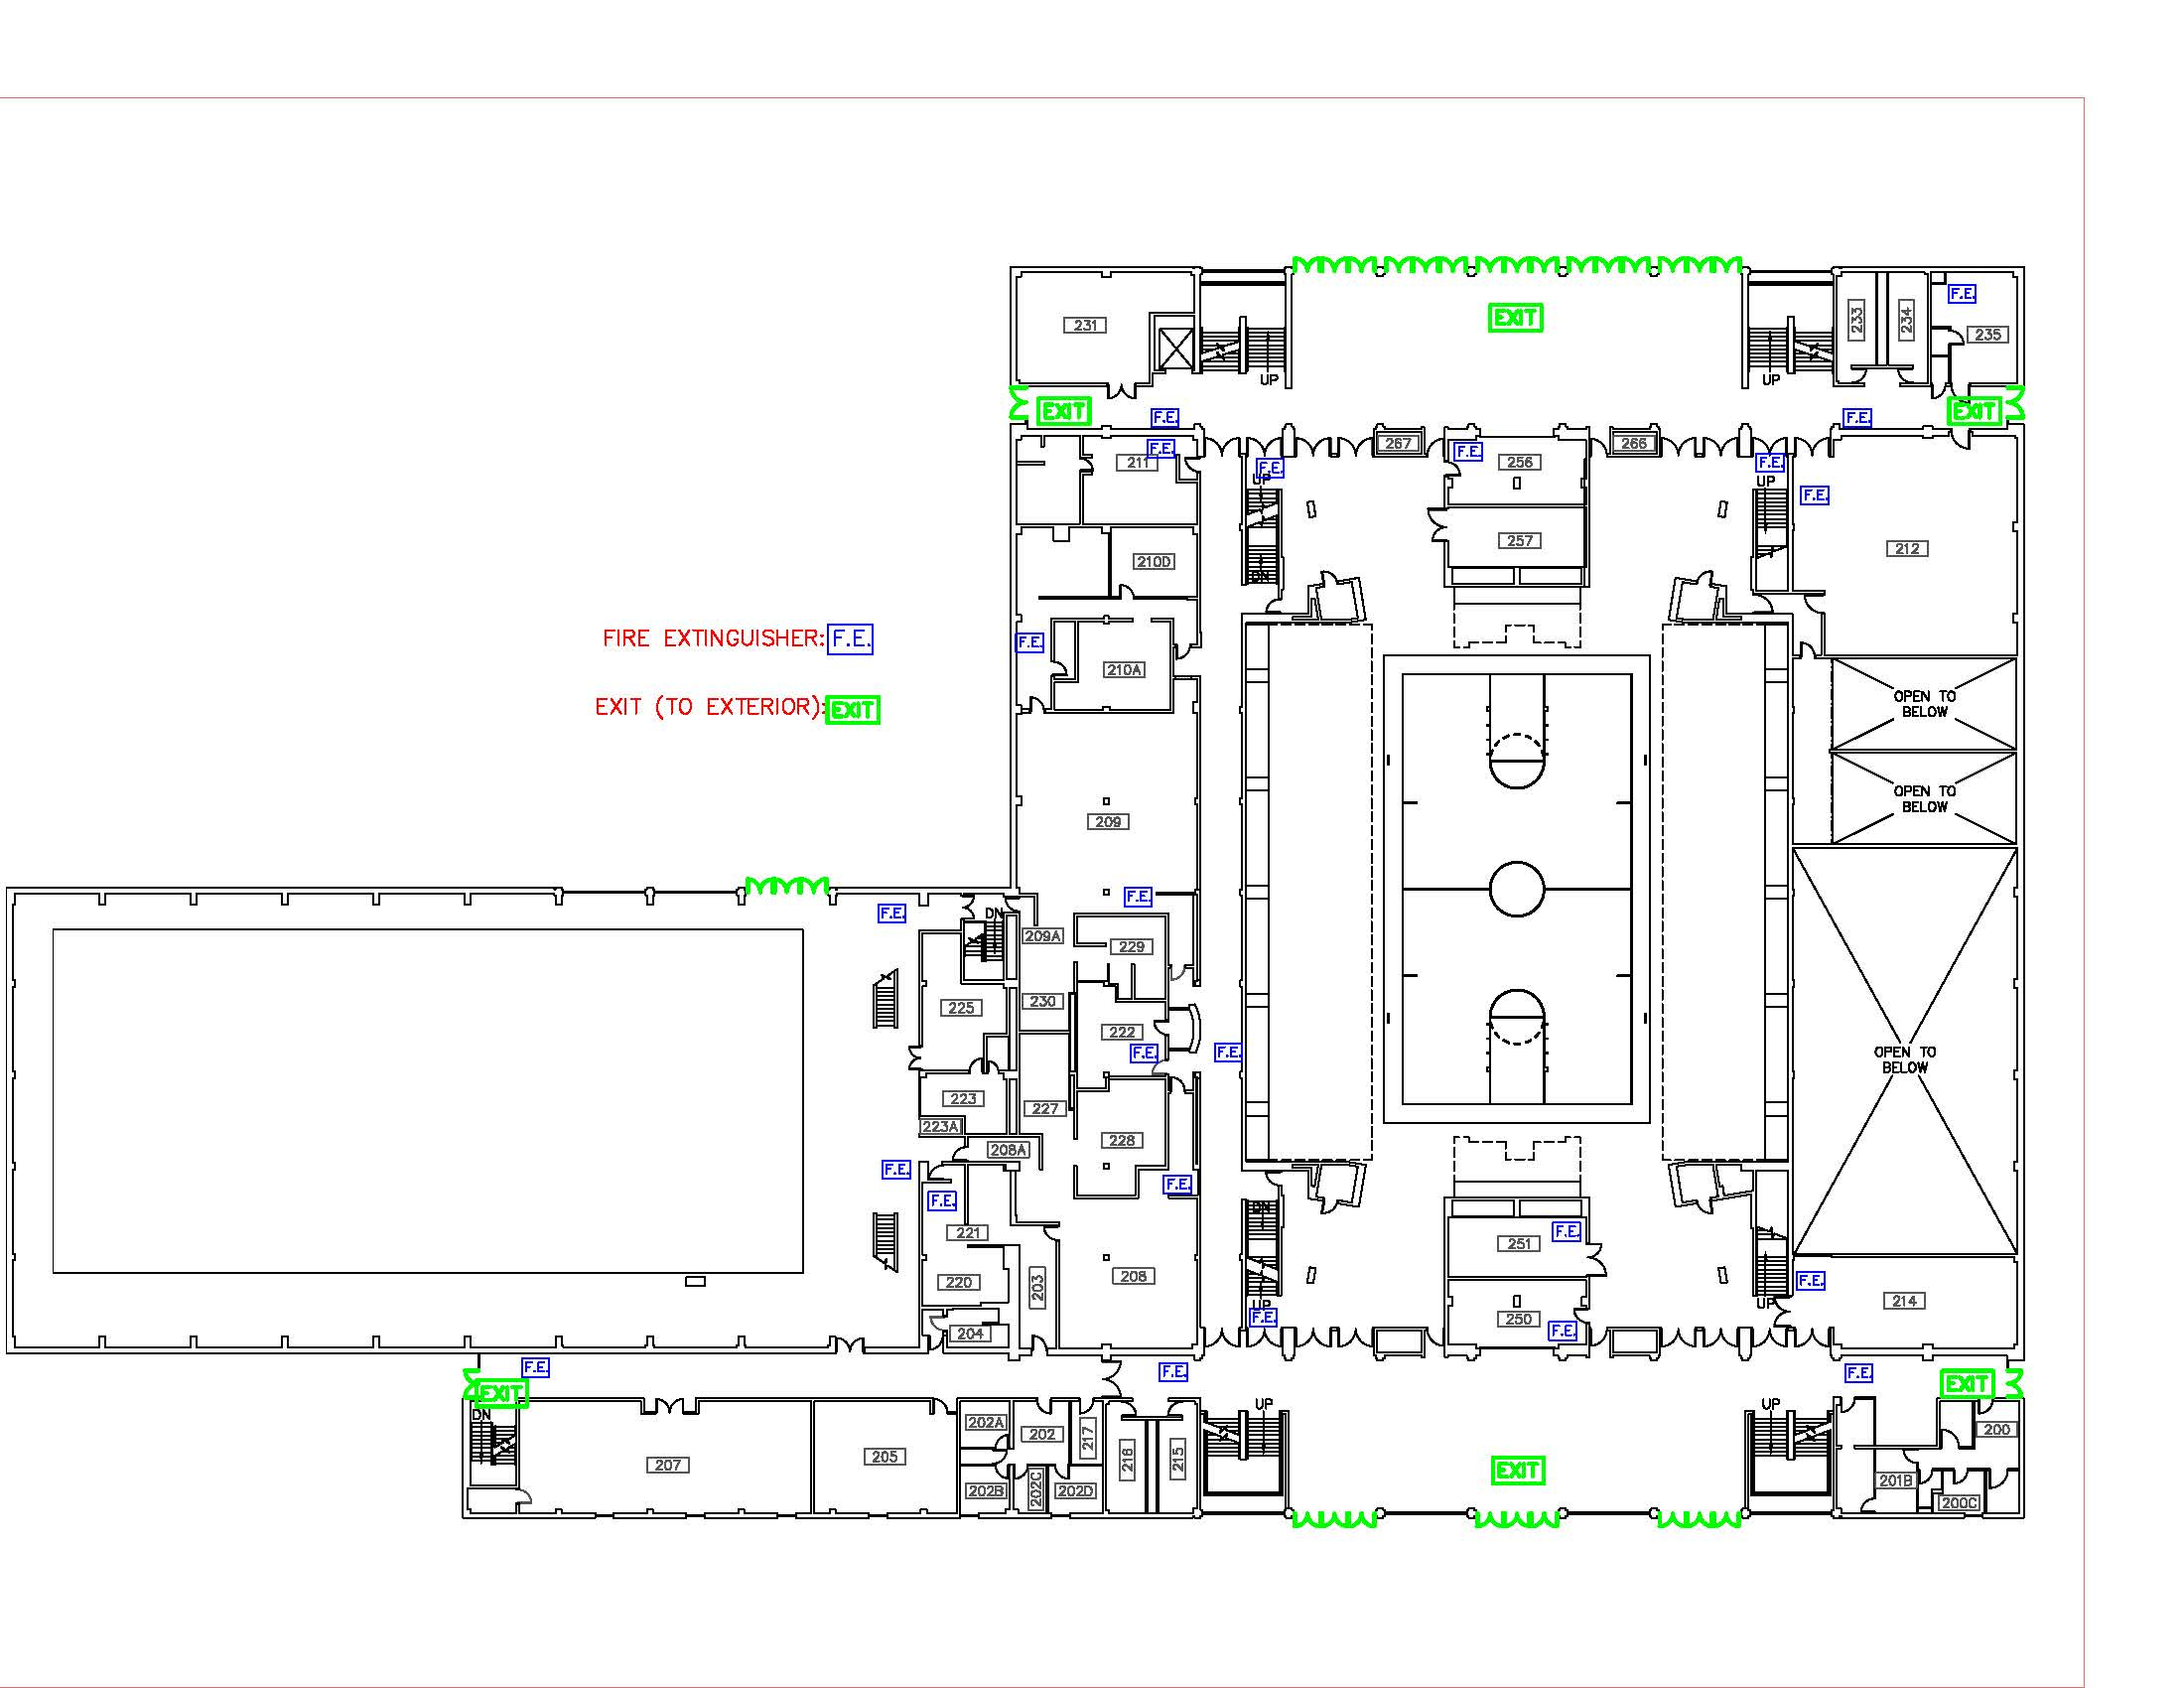 F.E.
EXIT
231
233
234
235
UP
UP
EXIT
F.E.
F.E.
EXIT
267
266
F.E.
211
F.E.
256
F.E.
UP
F.E.
UP
F.E.
257
212
210D
DN
FIRE EXTINGUISHER: F.E.
F.E.
210A
EXIT (TO EXTERIOR): EXIT
OPEN TO
BELOW
OPEN TO
BELOW
209
F.E.
F.E.
DN
209A
229
225
230
222
F.E.
F.E.
OPEN TO
BELOW
223
227
223A
208A
228
F.E.
F.E.
F.E.
DN
221
F.E.
251
220
203
208
F.E.
214
UP
UP
F.E.
250
F.E.
204
F.E.
F.E.
F.E.
EXIT
EXIT
DN
UP
UP
202A
202
217
200
207
205
216
215
EXIT
202B
202C
202D
201B
200C